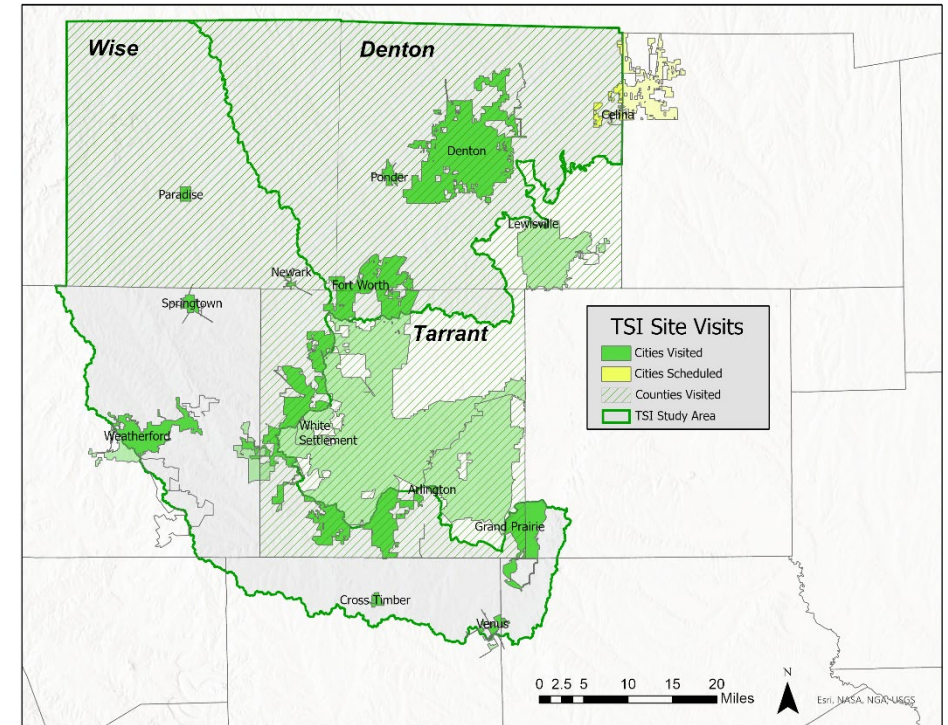 Wise
Denton
Celina
Denton
Ponder
Paradise
Lewisville
Newark
Fort Worth
Springtown
Tarrant
TSI Site Visits
Cities Visited
Cities Scheduled
Counties Visited
TSI Study Area
White
Settlement
Weatherford
Arlington
Grand Prairie
Cross Timber
Venus
0 2.5 5 10 15 20
Miles
N
Esri, NASA, NGA, USGS